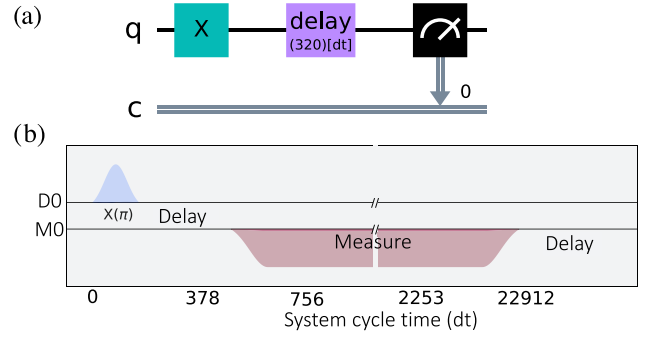 (a)
q
X
delay
(320)[dt]
0
c
(b)
D0
X(π)
Delay
M0
Measure
Delay
0 378 756 2253 22912
System cycle time (dt)